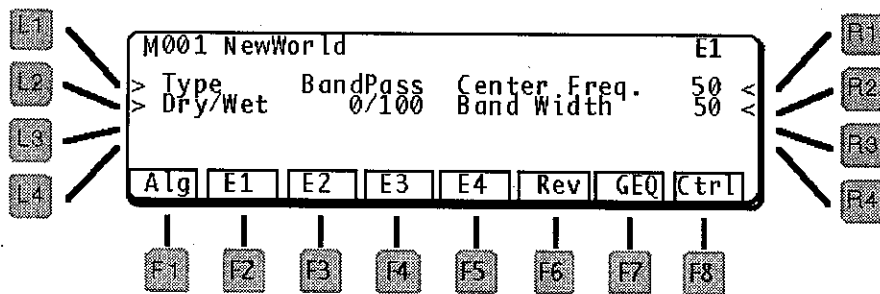 L1
L2
L3
L4
M001 NewWorld E1
> Type BandPass Center Freq. 50 <
> Dry/Wet 0/100 Band Width 50 <
Alg E1 E2 E3 E4 Rev GEQ Ctrl
R1
R2
R3
R4
F1 F2 F3 F4 F5 F6 F7 F8